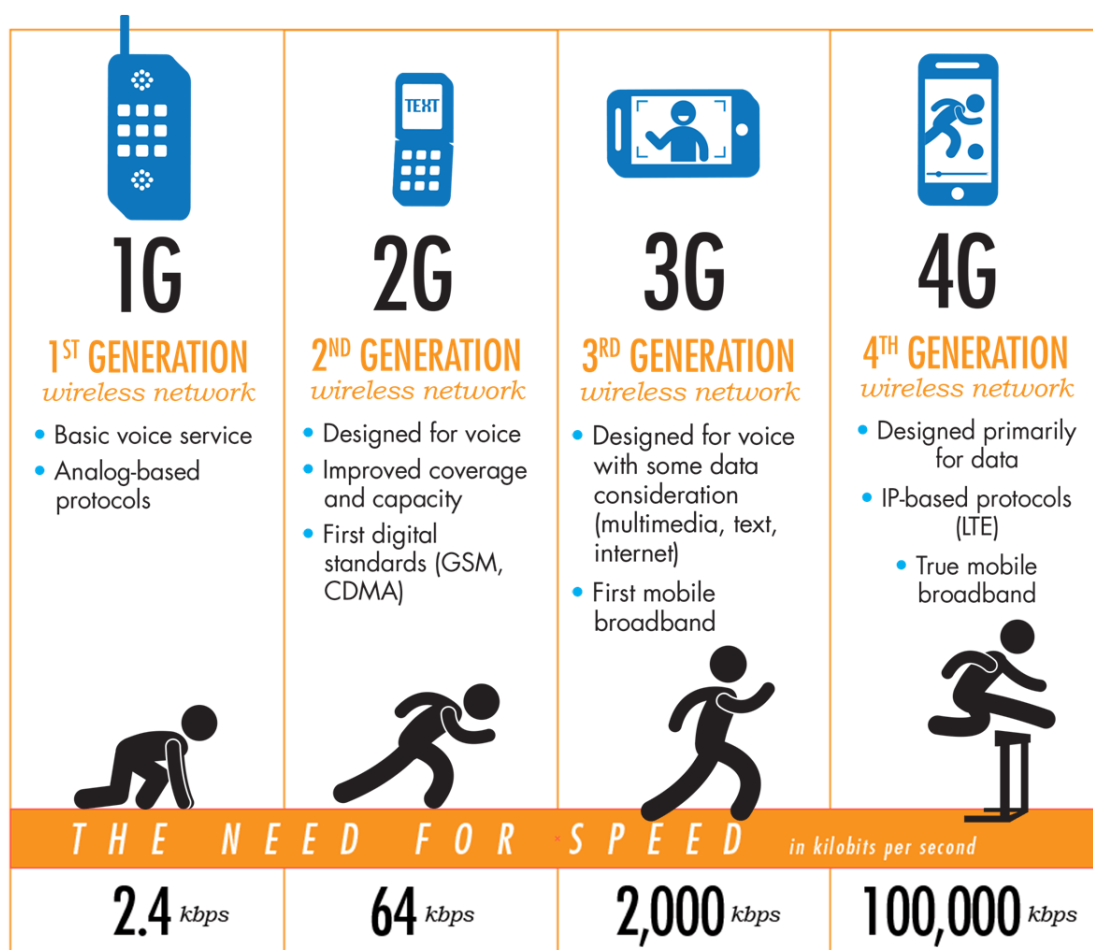 TEXT
1G
1ST GENERATION
wireless network
• Basic voice service
• Analog-based
protocols
2G
2ND GENERATION
wireless network
• Designed for voice
• Improved coverage
and capacity
• First digital
standards (GSM,
CDMA)
3G
3RD GENERATION
wireless network
• Designed for voice
with some data
consideration
(multimedia, text,
internet)
• First mobile
broadband
4G
4TH GENERATION
wireless network
• Designed primarily
for data
• IP-based protocols
(LTE)
• True mobile
broadband
THE NEED FOR SPEED in kilobits per second
2.4 kbps
64 kbps
2,000 kbps
100,000 kbps